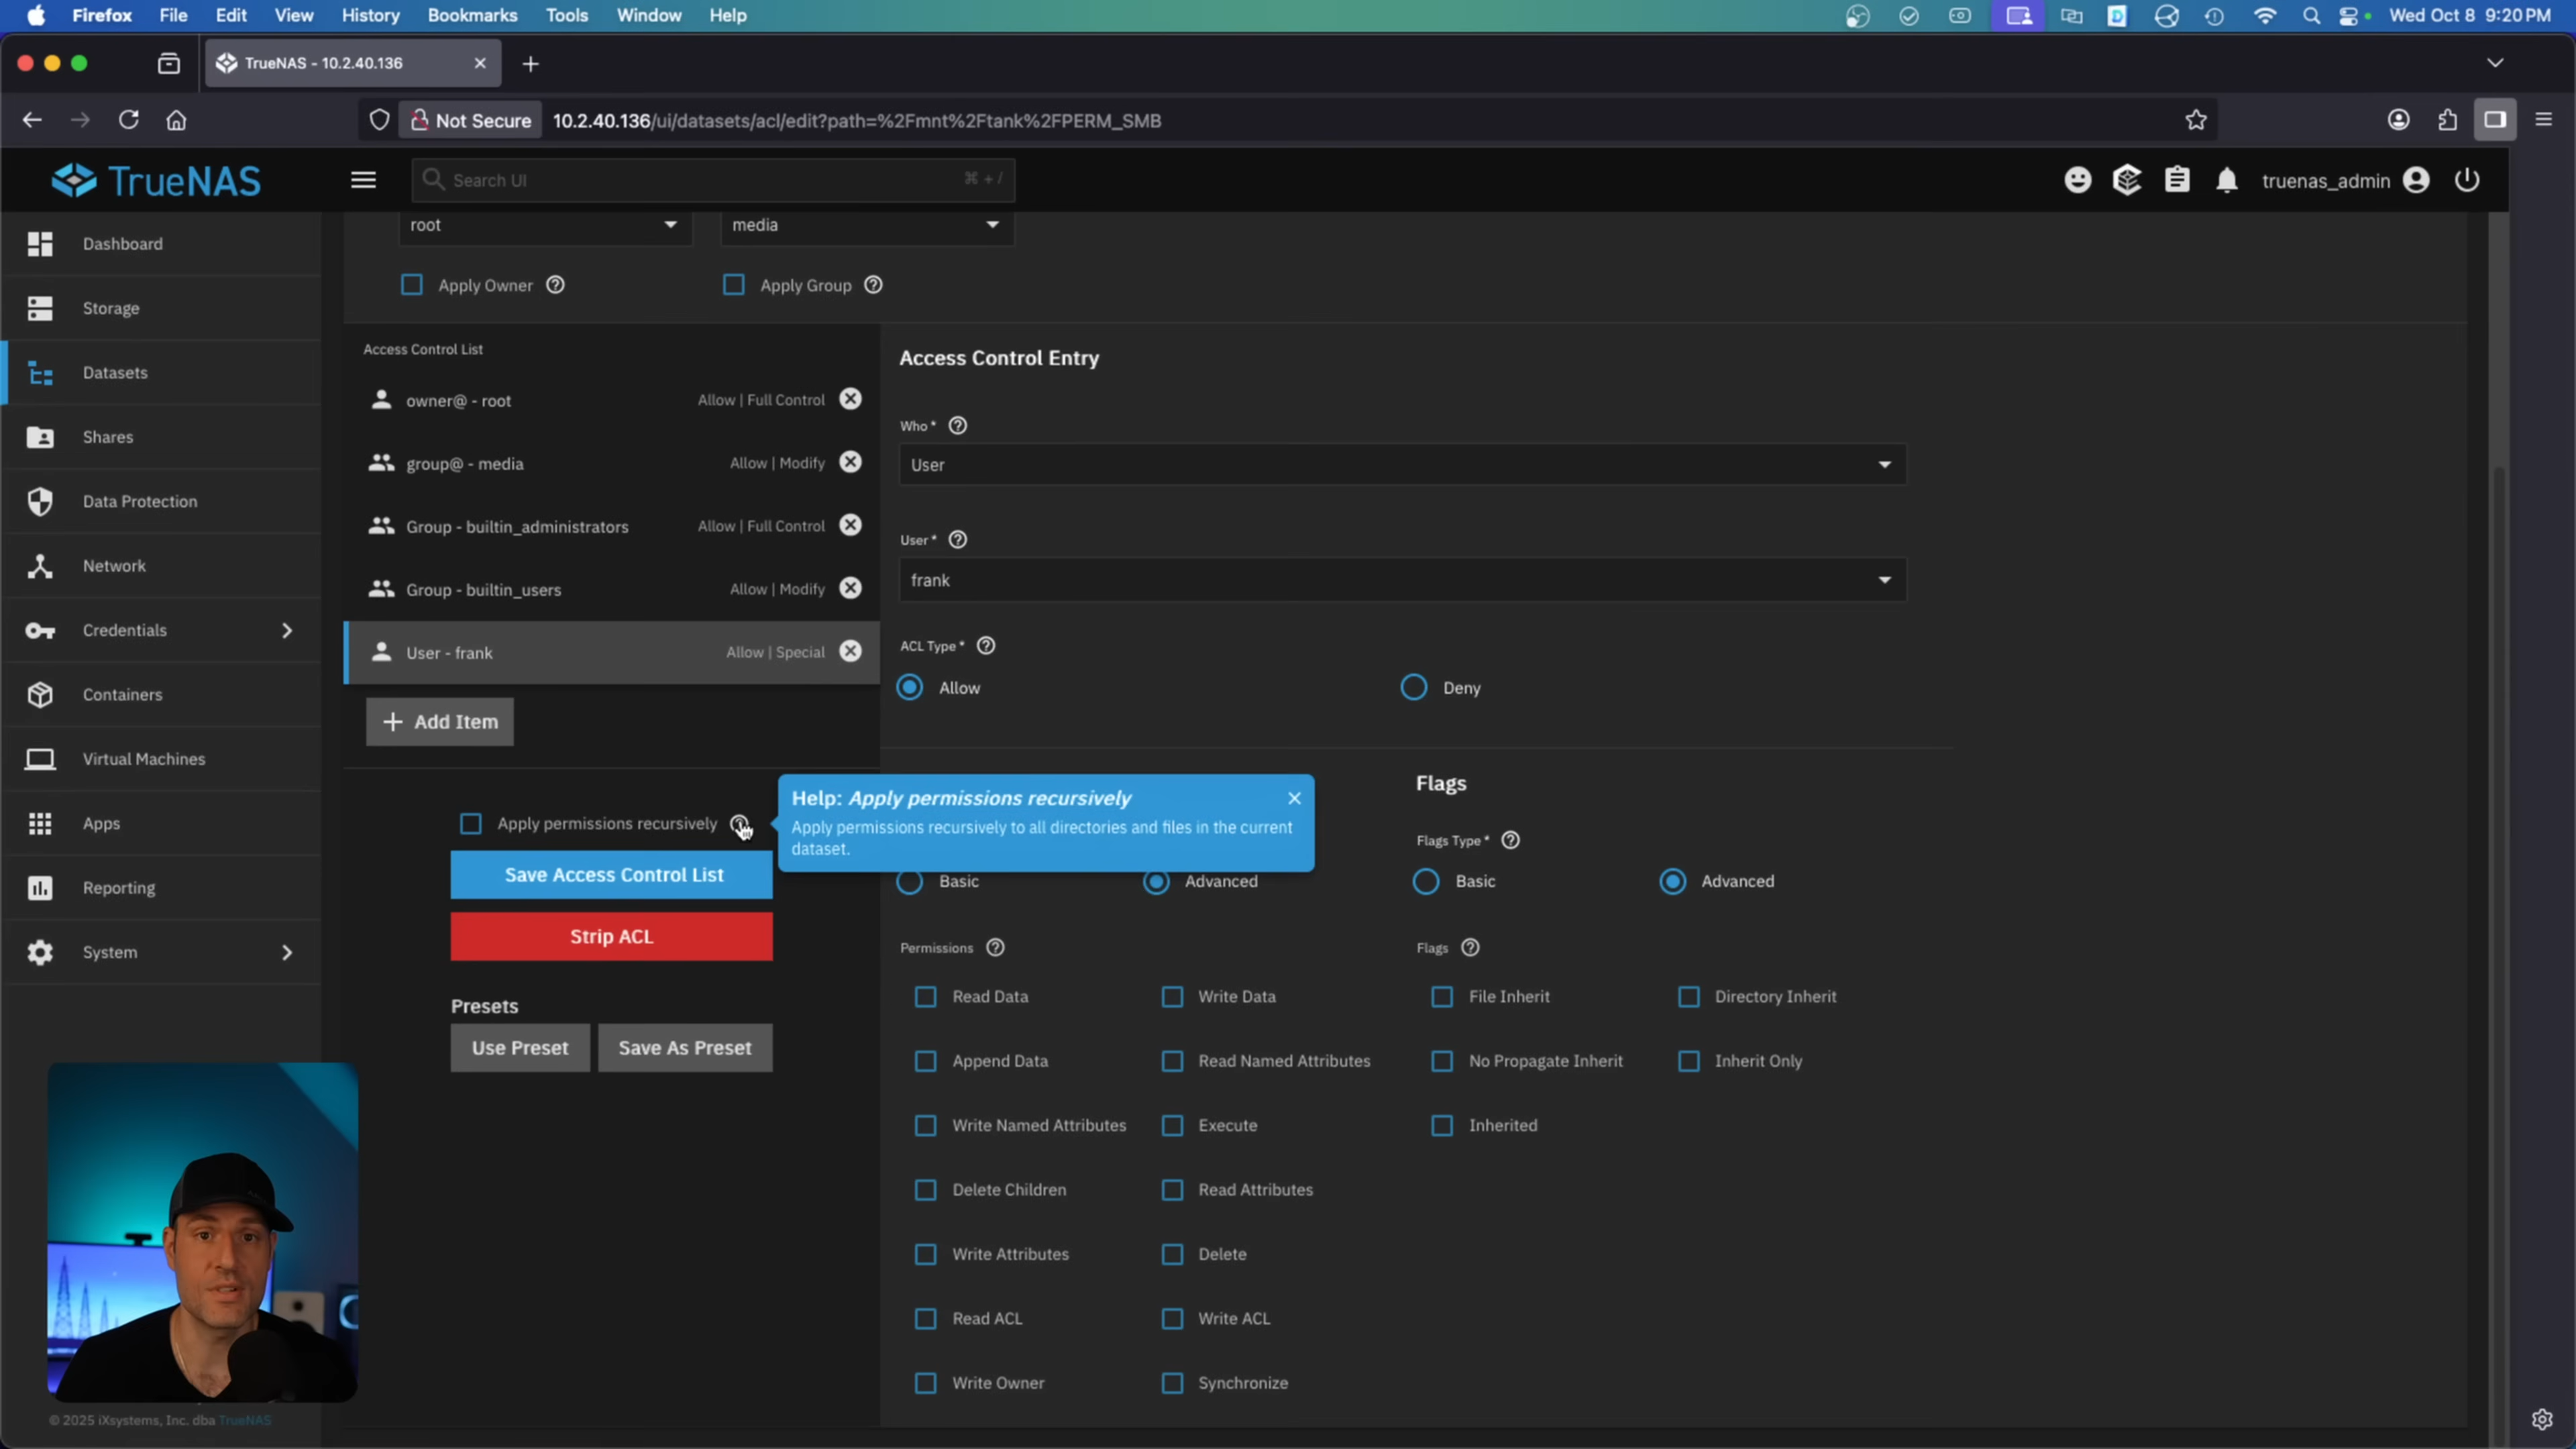 Firefox File Edit View History Bookmarks Tools Window Help
Wed Oct 8 9:20 PM
TrueNAS - 10.2.40.136
Not Secure 10.2.40.136/ui/datasets/acl/edit?path=%2Fmnt%2Ftank%2FPERM_SMB
TrueNAS
Search UI ⌘ + /
truenas_admin
Dashboard
Storage
Datasets
Shares
Data Protection
Network
Credentials
Containers
Virtual Machines
Apps
Reporting
System
© 2025 iXsystems, Inc. dba TrueNAS
root media
Apply Owner Apply Group
Access Control List
owner@ - root Allow | Full Control
group@ - media Allow | Modify
Group - builtin_administrators Allow | Full Control
Group - builtin_users Allow | Modify
User - frank Allow | Special
+ Add Item
Apply permissions recursively
Save Access Control List
Strip ACL
Presets
Use Preset Save As Preset
Help: Apply permissions recursively
Apply permissions recursively to all directories and files in the current
dataset.
Access Control Entry
Who *
User
User *
frank
ACL Type *
Allow Deny
Basic Advanced
Permissions
Read Data Write Data
Append Data Read Named Attributes
Write Named Attributes Execute
Delete Children Read Attributes
Write Attributes Delete
Read ACL Write ACL
Write Owner Synchronize
Flags
Flags Type *
Basic Advanced
Flags
File Inherit Directory Inherit
No Propagate Inherit Inherit Only
Inherited